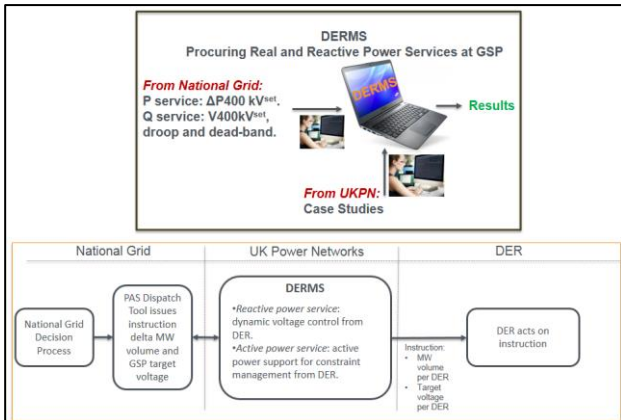 DERMS
Procuring Real and Reactive Power Services at GSP
From National Grid:
P service: ΔP400 kVˢᵉᵗ.
Q service: V400kVˢᵉᵗ,
droop and dead-band.
DERMS
Results
From UKPN:
Case Studies
National Grid
UK Power Networks
DER
National Grid
Decision
Process
PAS Dispatch
Tool issues
instruction
delta MW
volume and
GSP target
voltage
DERMS
•Reactive power service:
dynamic voltage control from
DER.
•Active power service: active
power support for constraint
management from DER.
Instruction:
• MW
volume
per DER
• Target
voltage
per DER
DER acts on
instruction